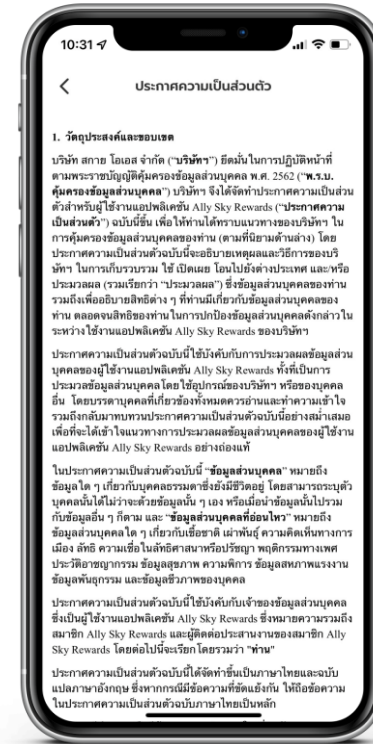 10:31
ประกาศความเป็นส่วนตัว
1. วัตถุประสงค์และขอบเขต
บริษัท สกาย โอเอส จำกัด ("บริษัทฯ") ยึดมั่นในการปฏิบัติหน้าที่
ตามพระราชบัญญัติคุ้มครองข้อมูลส่วนบุคคล พ.ศ. 2562 ("พ.ร.บ.
คุ้มครองข้อมูลส่วนบุคคล") บริษัทฯ จึงได้จัดทำประกาศความเป็นส่วน
ตัวสำหรับผู้ใช้งานแอปพลิเคชัน Ally Sky Rewards ("ประกาศความ
เป็นส่วนตัว") ฉบับนี้ขึ้น เพื่อให้ท่านได้ทราบแนวทางของบริษัทฯ ใน
การคุ้มครองข้อมูลส่วนบุคคลของท่าน (ตามที่นิยามด้านล่าง) โดย
ประกาศความเป็นส่วนตัวฉบับนี้จะอธิบายเหตุผลและวิธีการของบริ
ษัทฯ ในการเก็บรวบรวม ใช้ เปิดเผย โอนไปยังต่างประเทศ และ/หรือ
ประมวลผล (รวมเรียกว่า "ประมวลผล") ซึ่งข้อมูลส่วนบุคคลของท่าน
รวมถึงเพื่ออธิบายสิทธิต่าง ๆ ที่ท่านมีเกี่ยวกับข้อมูลส่วนบุคคลของ
ท่าน ตลอดจนสิทธิของท่านในการปกป้องข้อมูลส่วนบุคคลดังกล่าวใน
ระหว่างใช้งานแอปพลิเคชัน Ally Sky Rewards ของบริษัทฯ
ประกาศความเป็นส่วนตัวฉบับนี้ใช้บังคับกับการประมวลผลข้อมูลส่วน
บุคคลของผู้ใช้งานแอปพลิเคชัน Ally Sky Rewards ทั้งที่เป็นการ
ประมวลข้อมูลส่วนบุคคลโดยใช้อุปกรณ์ของบริษัทฯ หรือของบุคคล
อื่น โดยบรรดาบุคคลที่เกี่ยวข้องทั้งหมดควรอ่านและทำความเข้าใจ
รวมถึงกลับมาทบทวนประกาศความเป็นส่วนตัวฉบับนี้อย่างสม่ำเสมอ
เพื่อที่จะได้เข้าใจแนวทางการประมวลผลข้อมูลส่วนบุคคลของผู้ใช้งาน
แอปพลิเคชัน Ally Sky Rewards อย่างถ่องแท้
ในประกาศความเป็นส่วนตัวฉบับนี้ "ข้อมูลส่วนบุคคล" หมายถึง
ข้อมูลใด ๆ เกี่ยวกับบุคคลธรรมดาซึ่งยังมีชีวิตอยู่ โดยสามารถระบุตัว
บุคคลนั้นได้ไม่ว่าจะด้วยข้อมูลนั้น ๆ เอง หรือเมื่อนำข้อมูลนั้นไปรวม
กับข้อมูลอื่น ๆ ก็ตาม และ "ข้อมูลส่วนบุคคลที่อ่อนไหว" หมายถึง
ข้อมูลส่วนบุคคลใด ๆ เกี่ยวกับเชื้อชาติ เผ่าพันธุ์ ความคิดเห็นทางการ
เมือง ลัทธิ ความเชื่อในลัทธิศาสนาหรือปรัชญา พฤติกรรมทางเพศ
ประวัติอาชญากรรม ข้อมูลสุขภาพ ความพิการ ข้อมูลสหภาพแรงงาน
ข้อมูลพันธุกรรม และข้อมูลชีวภาพของบุคคล
ประกาศความเป็นส่วนตัวฉบับนี้ใช้บังคับกับเจ้าของข้อมูลส่วนบุคคล
ซึ่งเป็นผู้ใช้งานแอปพลิเคชัน Ally Sky Rewards ซึ่งหมายความรวมถึง
สมาชิก Ally Sky Rewards และผู้ติดต่อประสานงานของสมาชิก Ally
Sky Rewards โดยต่อไปนี้จะเรียกโดยรวมว่า "ท่าน"
ประกาศความเป็นส่วนตัวฉบับนี้ได้จัดทำขึ้นเป็นภาษาไทยและฉบับ
แปลภาษาอังกฤษ ซึ่งหากกรณีมีข้อความที่ขัดแย้งกัน ให้ถือข้อความ
ในประกาศความเป็นส่วนตัวฉบับภาษาไทยเป็นหลัก